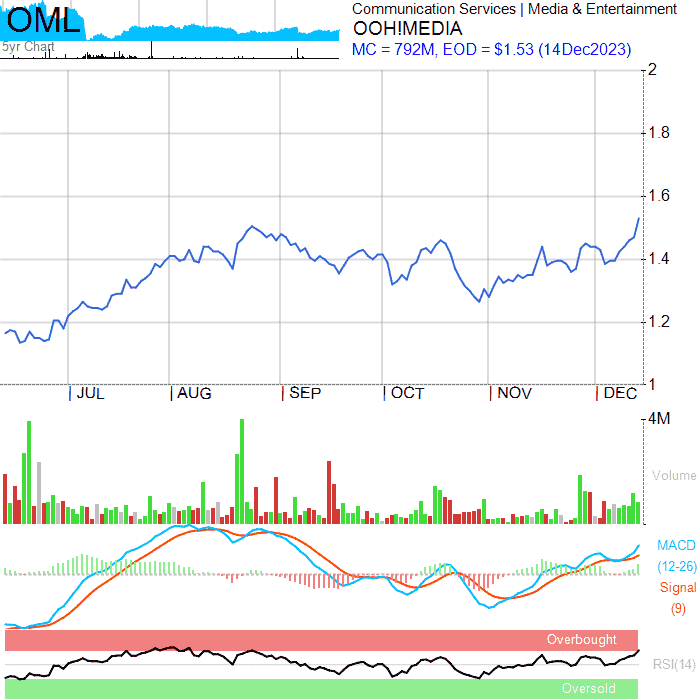 OML
5yr Chart
Communication Services | Media & Entertainment
OOH!MEDIA
MC = 792M, EOD = $1.53 (14Dec2023)
2
1.8
1.6
1.4
1.2
1
JUL
AUG
SEP
OCT
NOV
DEC
4M
Volume
MACD
(12-26)
Signal
(9)
Overbought
RSI(14)
Oversold